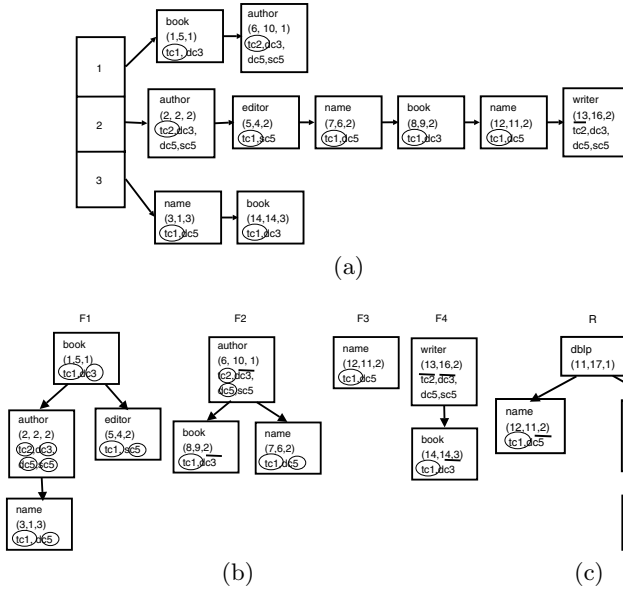 1
book
(1,5,1)
tc1, dc3
author
(6, 10, 1)
tc2,dc3,
dc5,sc5
2
author
(2, 2, 2)
tc2,dc3,
dc5,sc5
editor
(5,4,2)
tc1,sc5
name
(7,6,2)
tc1,dc5
book
(8,9,2)
tc1,dc3
name
(12,11,2)
tc1,dc5
writer
(13,16,2)
tc2,dc3,
dc5,sc5
3
name
(3,1,3)
tc1,dc5
book
(14,14,3)
tc1,dc3
(a)
F1
book
(1,5,1)
tc1,dc3
author
(2, 2, 2)
tc2,dc3,
dc5,sc5
editor
(5,4,2)
tc1, sc5
name
(3,1,3)
tc1, dc5
F2
author
(6, 10, 1)
tc2,dc3,
dc5,sc5
book
(8,9,2)
tc1,dc3
name
(7,6,2)
tc1,dc5
F3
name
(12,11,2)
tc1,dc5
F4
writer
(13,16,2)
tc2,dc3,
dc5,sc5
book
(14,14,3)
tc1,dc3
(b)
R
dblp
(11,17,1)
name
(12,11,2)
tc1,dc5
(c)